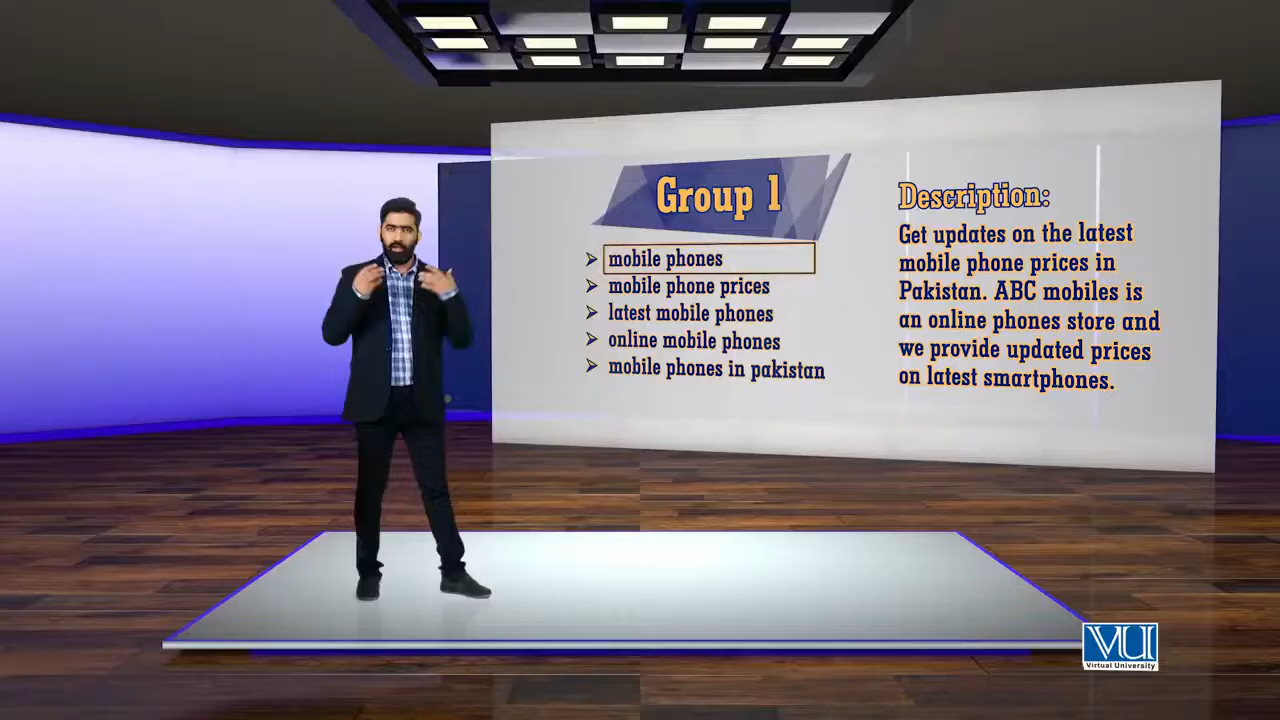 Group 1
mobile phones
mobile phone prices
latest mobile phones
online mobile phones
mobile phones in pakistan
Description:
Get updates on the latest
mobile phone prices in
Pakistan. ABC mobiles is
an online phones store and
we provide updated prices
on latest smartphones.
VU
Virtual University